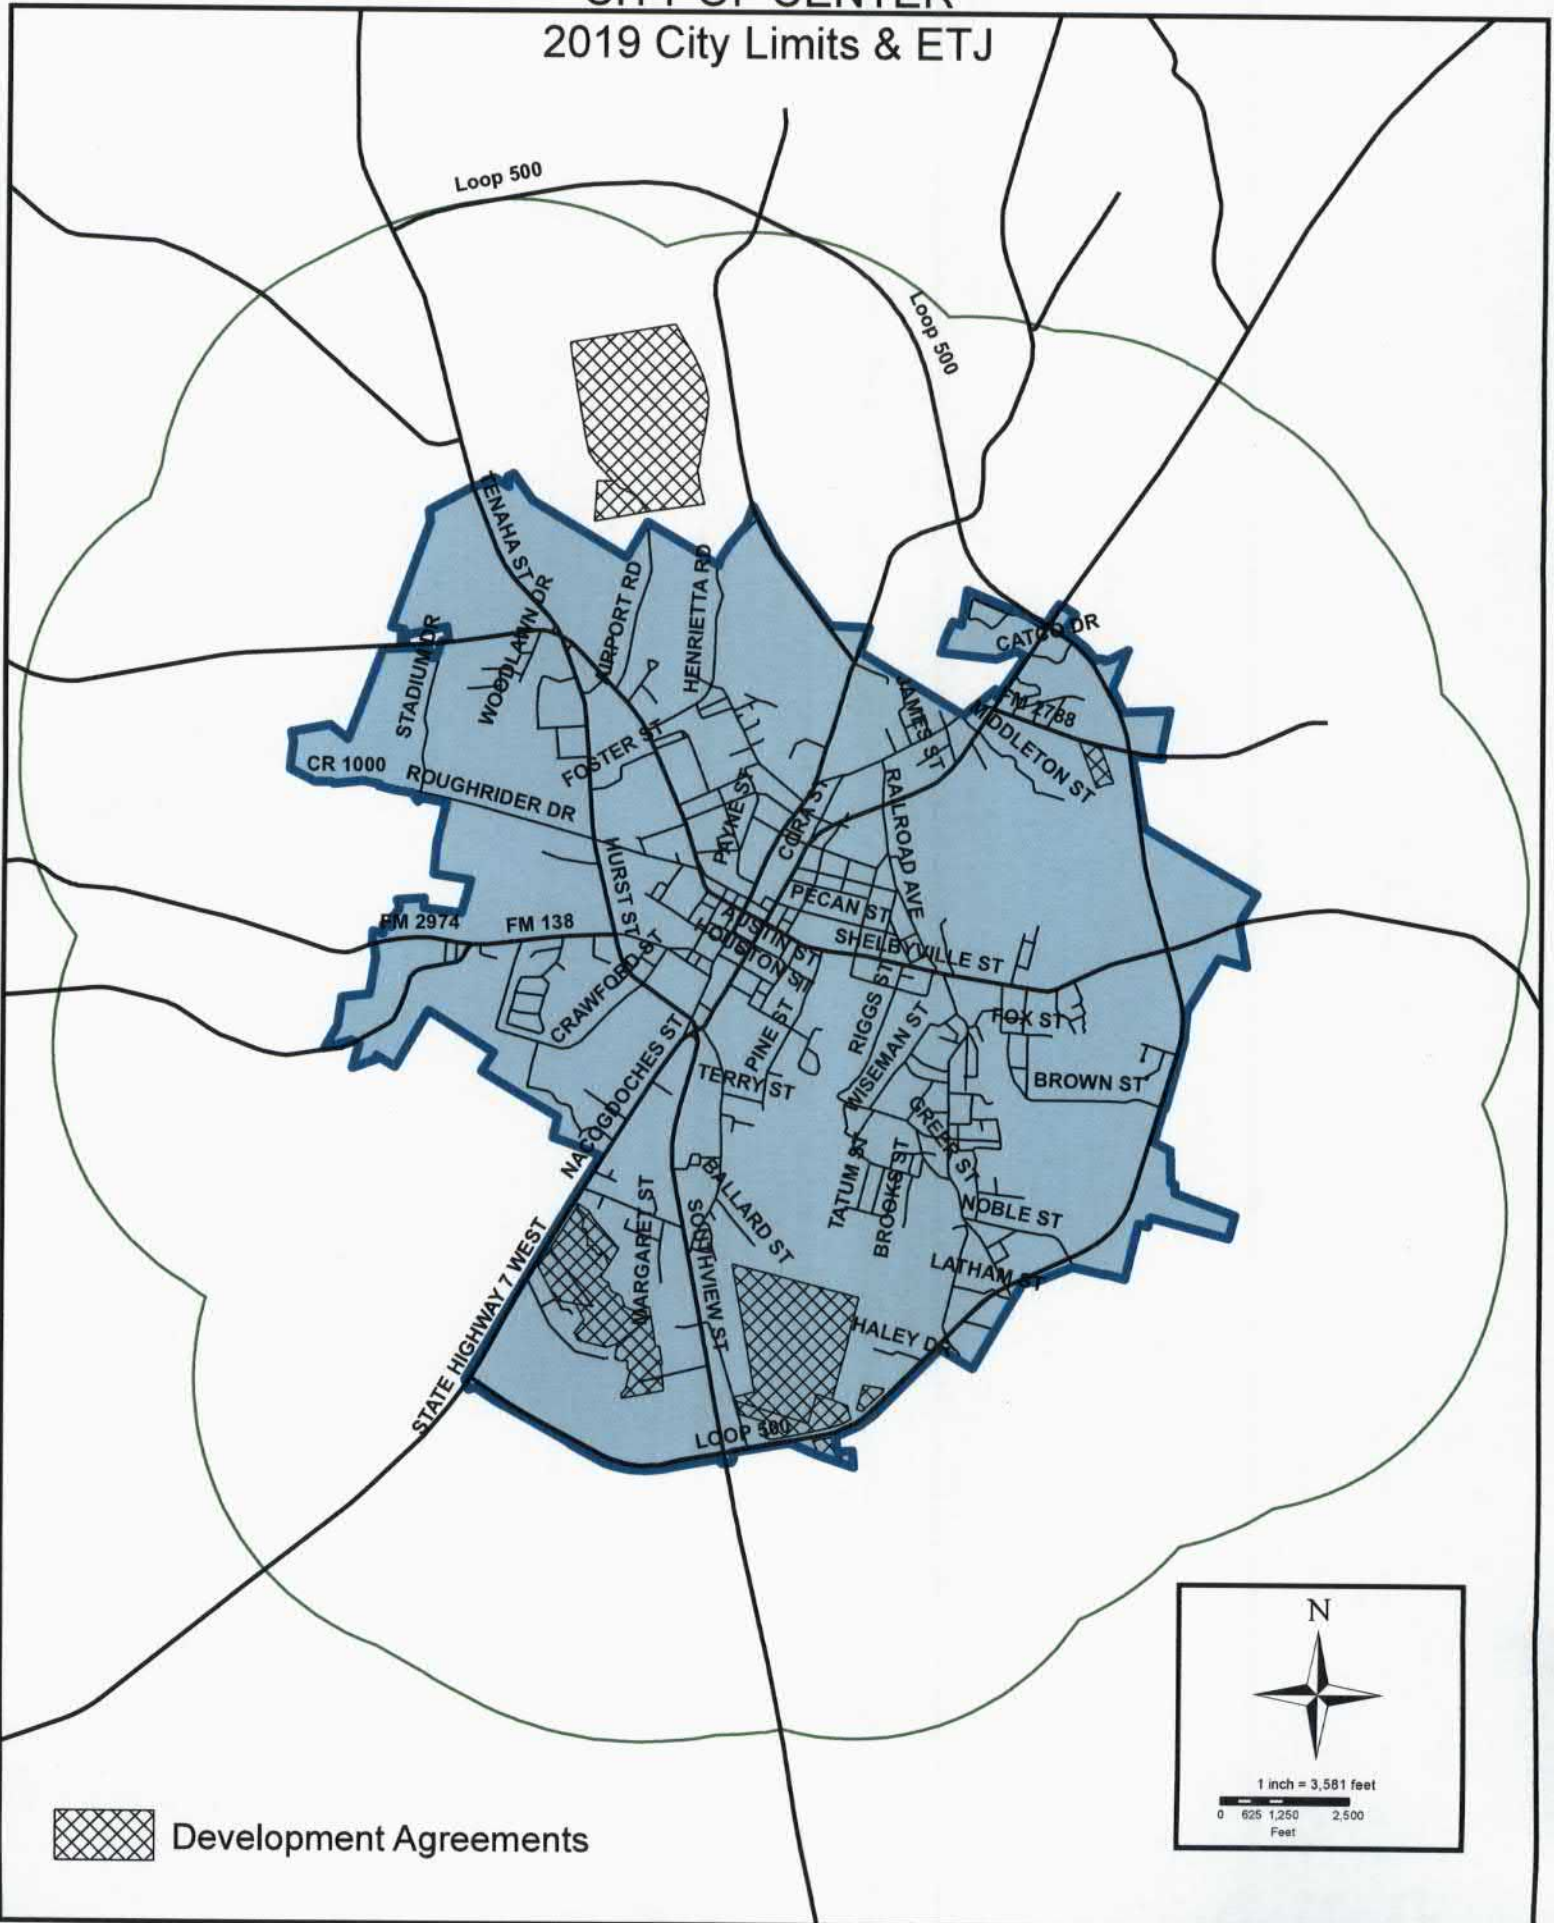 CITY OF CENTER
2019 City Limits & ETJ
Loop 500
Loop 500
TENAHA ST
WOODLAWN DR
AIRPORT RD
HENRIETTA RD
STADIUM DR
CATCO DR
JAMES ST
FM 2788
MIDDLETON ST
CR 1000
ROUGHRIDER DR
FOSTER ST
PAYNE ST
CORA ST
RAILROAD AVE
HURST ST
PECAN ST
AUSTIN ST
HOUSTON ST
SHELBYVILLE ST
FM 2974
FM 138
CRAWFORD ST
PINE ST
RIGGS ST
WISEMAN ST
FOX ST
BROWN ST
NACOGDOCHES ST
TERRY ST
GREER ST
TATUM ST
BROOKS ST
NOBLE ST
BALLARD ST
MARGARET ST
SOUTHVIEW ST
LATHAM ST
HALEY DR
STATE HIGHWAY 7 WEST
LOOP 500
N
1 inch = 3,581 feet
0 625 1,250 2,500
Feet
Development Agreements